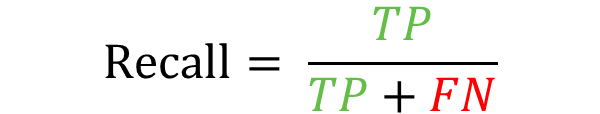 Recall = TP
TP + FN